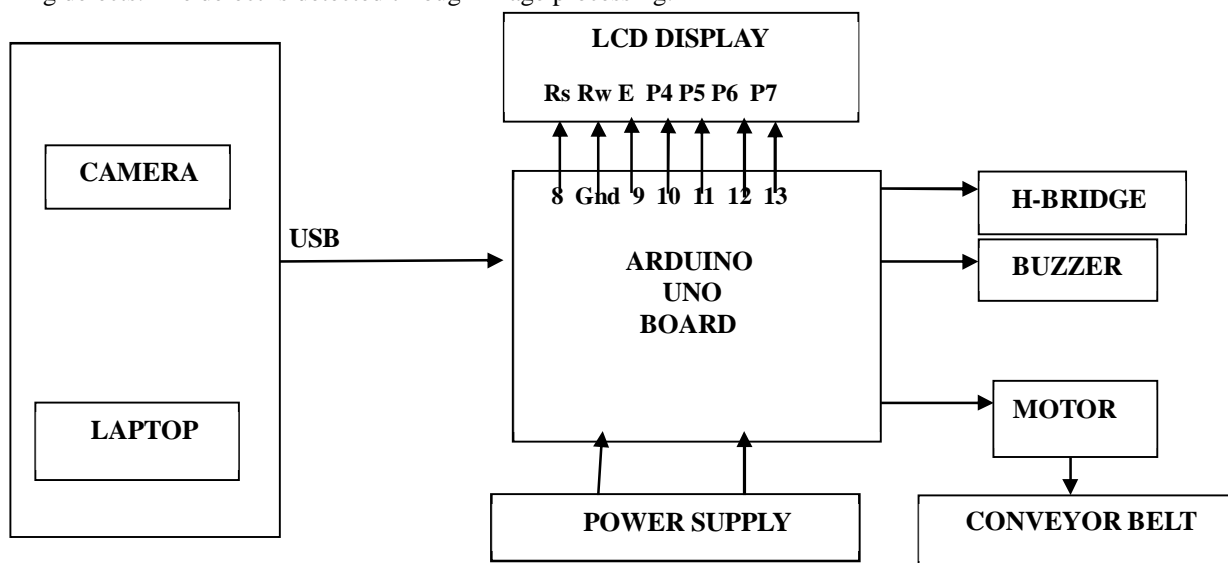 LCD DISPLAY
Rs Rw E P4 P5 P6 P7
CAMERA
8 Gnd 9 10 11 12 13
H-BRIDGE
USB
ARDUINO
UNO
BOARD
BUZZER
MOTOR
LAPTOP
POWER SUPPLY
CONVEYOR BELT